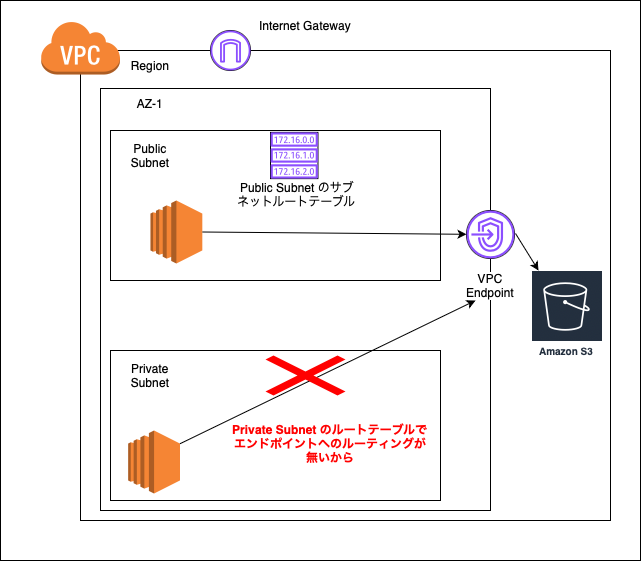 Internet Gateway
VPC
Region
AZ-1
Public
Subnet
172.16.0.0
172.16.1.0
172.16.2.0
Public Subnet のサブ
ネットルートテーブル
VPC
Endpoint
Amazon S3
Private
Subnet
Private Subnet のルートテーブルで
エンドポイントへのルーティングが
無いから